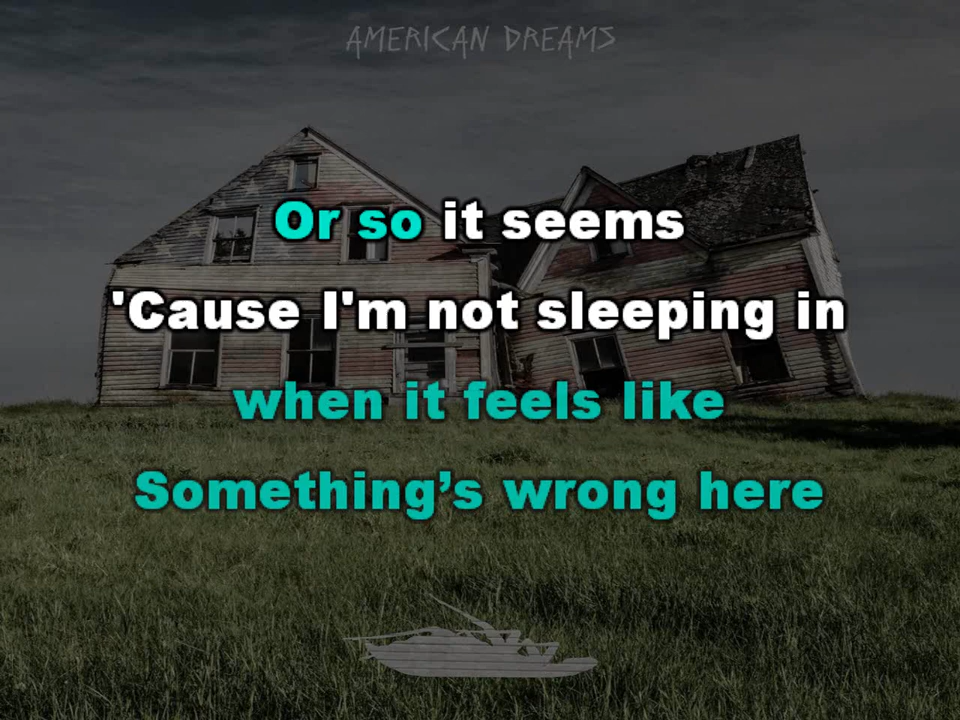 AMERICAN DREAMS
Or so it seems
'Cause I'm not sleeping in
when it feels like
Something’s wrong here